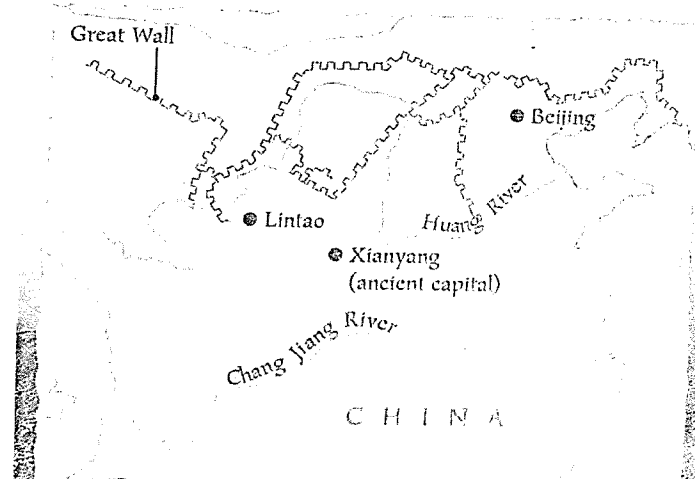 Great Wall
Beijing
Huang River
Lintao
Xianyang
(ancient capital)
Chang Jiang River
CHINA